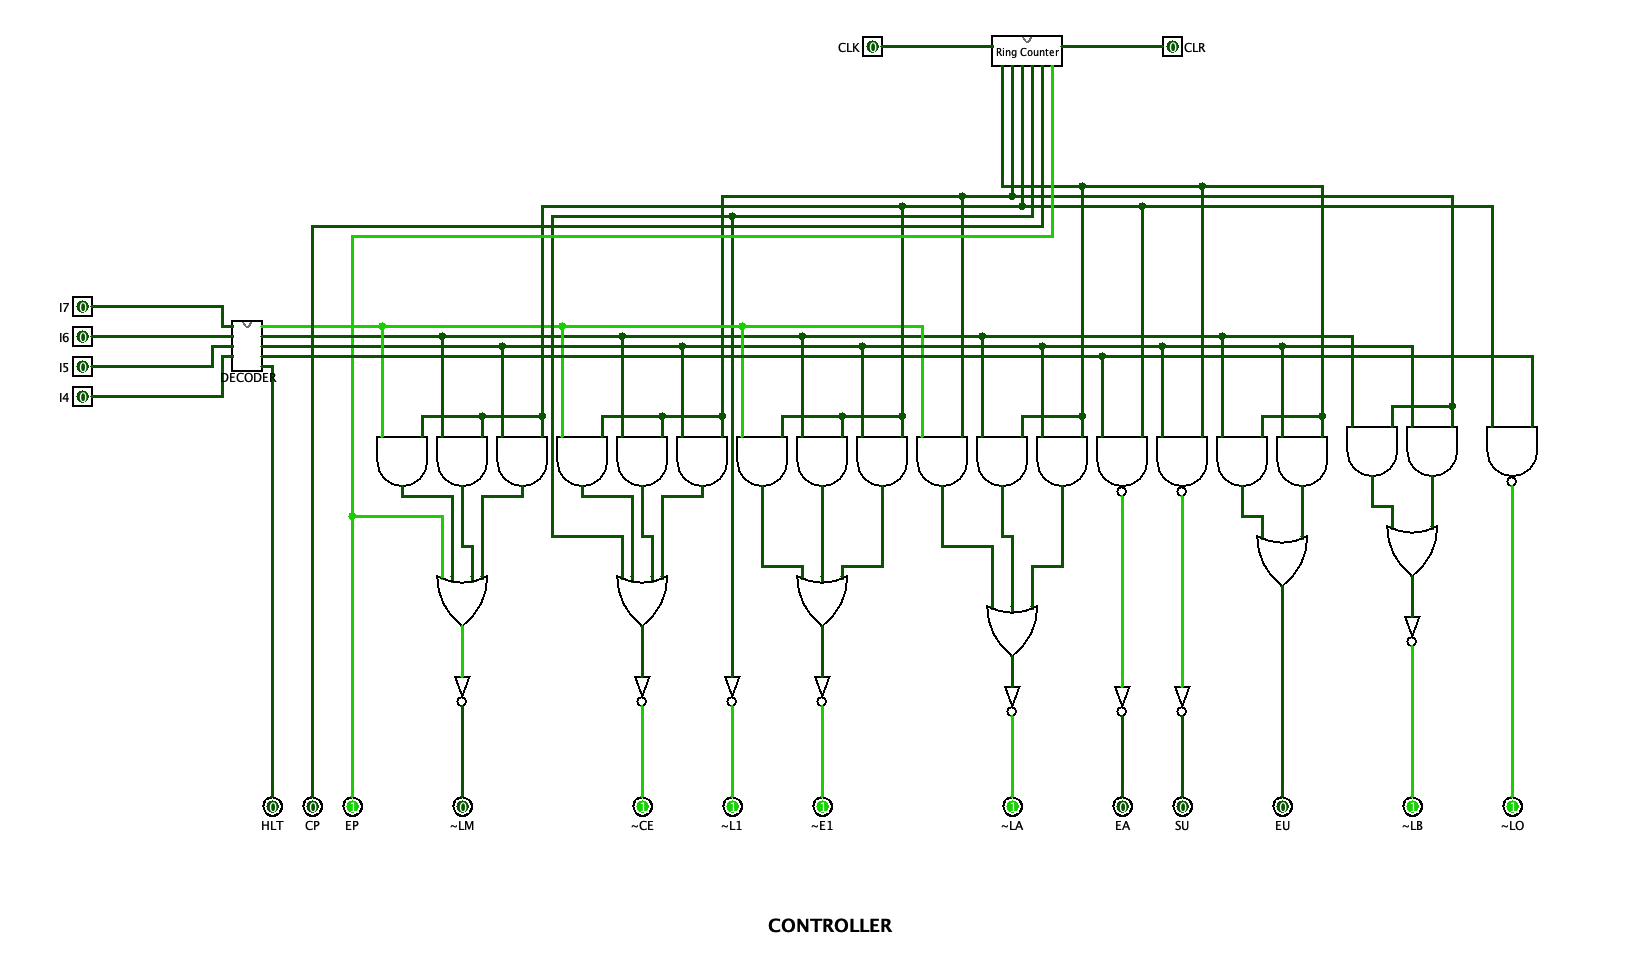 CLK 0 Ring Counter 0 CLR
I7 0
I6 0
I5 0
I4 0
DECODER
0 0 1 0 1 1 1 1 0 0 0 1 1
HLT CP EP ~LM ~CE ~L1 ~E1 ~LA EA SU EU ~LB ~LO
CONTROLLER